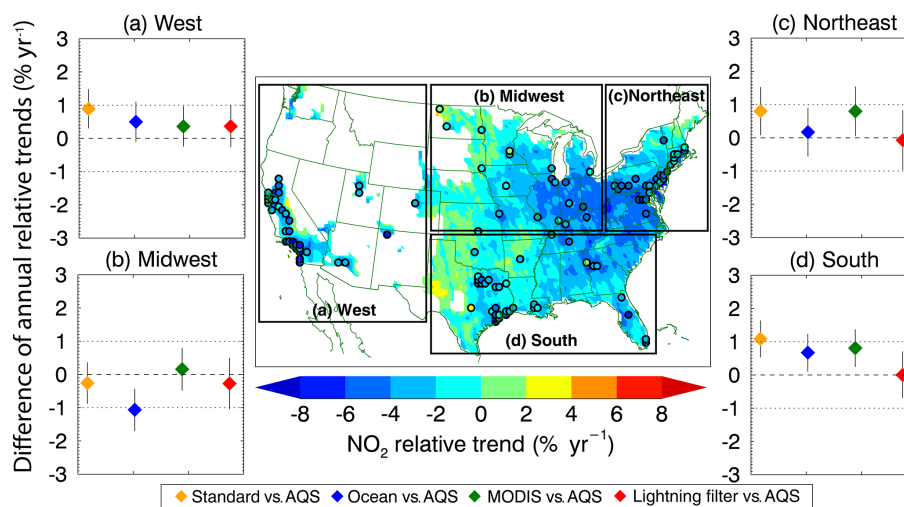 (a) West
(c) Northeast
Difference of annual relative trends (% yr⁻¹)
3
2
1
0
-1
-2
-3
3
2
1
0
-1
-2
-3
(b) Midwest
(c)Northeast
(a) West
(d) South
(b) Midwest
3
2
1
0
-1
-2
-3
(d) South
3
2
1
0
-1
-2
-3
-8 -6 -4 -2 0 2 4 6 8
NO₂ relative trend (% yr⁻¹)
Standard vs. AQS Ocean vs. AQS MODIS vs. AQS Lightning filter vs. AQS